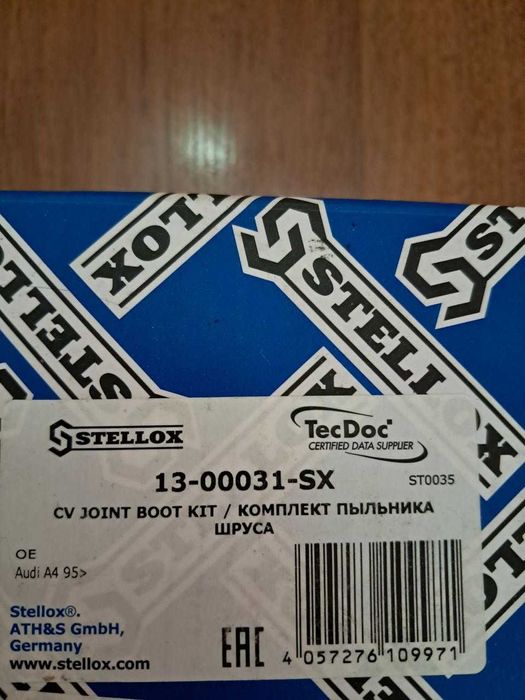 STELLOX
STELLOX
TecDoc
CERTIFIED DATA SUPPLIER
13-00031-SX
ST0035
CV JOINT BOOT KIT / КОМПЛЕКТ ПЫЛЬНИКА
ШРУСА
OE
Audi A4 95>
Stellox®.
ATH&S GmbH,
Germany
www.stellox.com
EAC
4 057276 109971